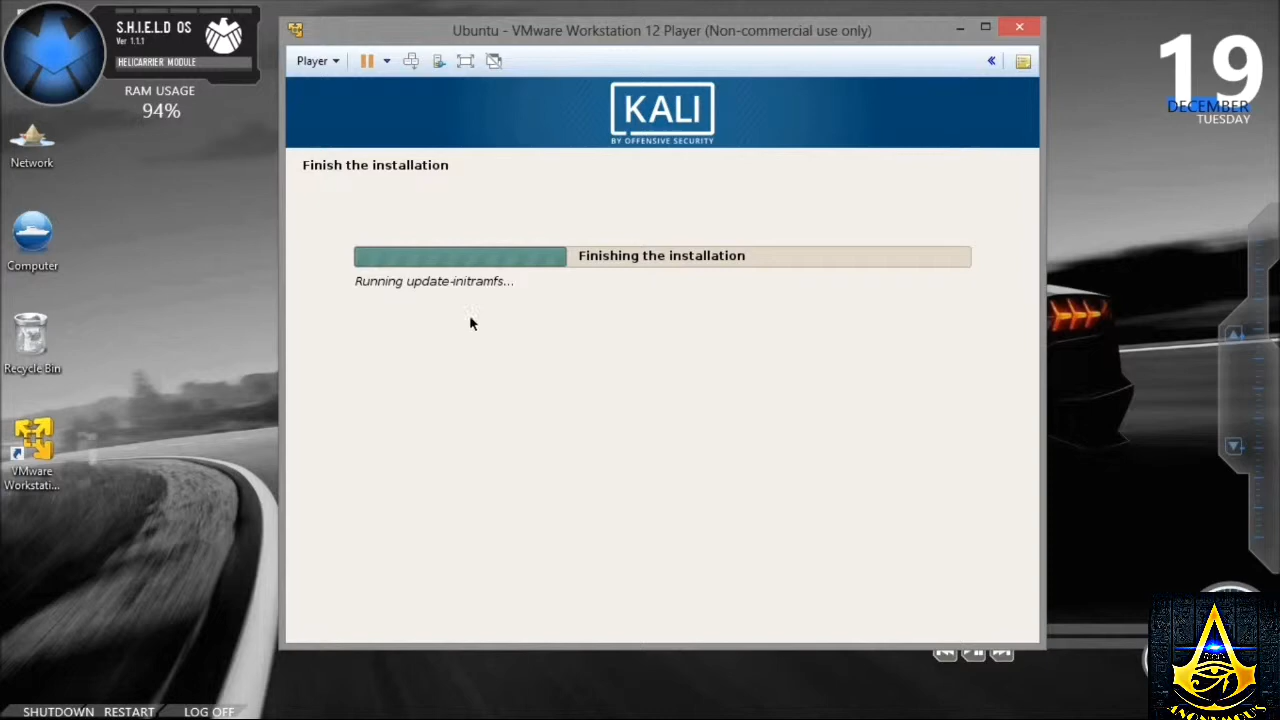 S.H.I.E.L.D OS
Ver 1.1.1
HELICARRIER MODULE
RAM USAGE
94%
Network
Computer
Recycle Bin
VMware
Workstati...
Ubuntu - VMware Workstation 12 Player (Non-commercial use only)
Player
KALI
BY OFFENSIVE SECURITY
Finish the installation
Finishing the installation
Running update-initramfs...
19
DECEMBER
TUESDAY
SHUTDOWN RESTART LOG OFF